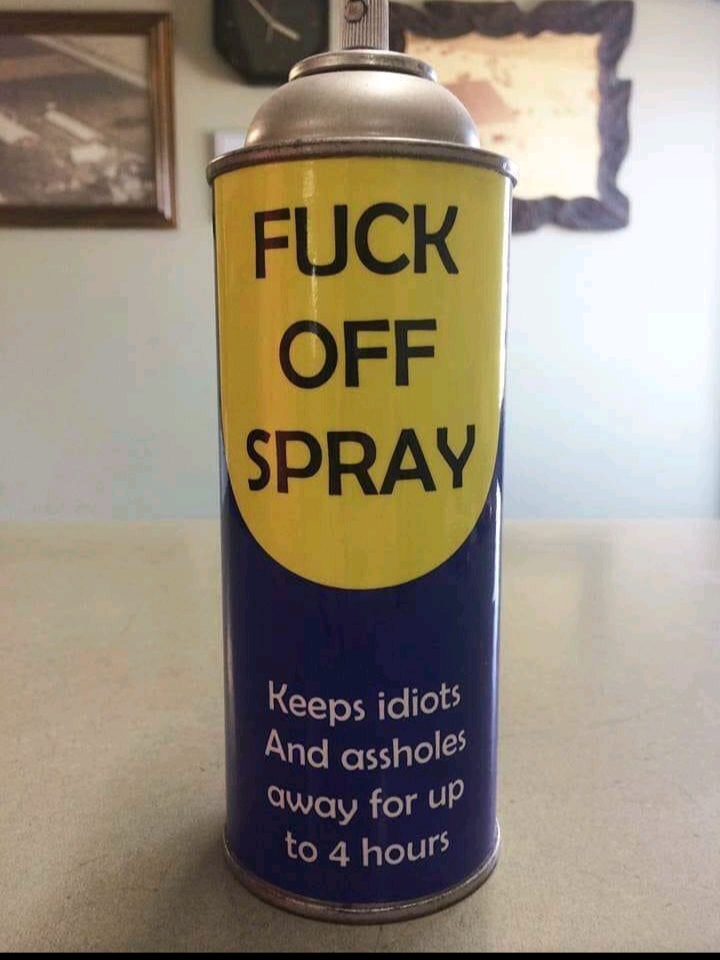 FUCK
OFF
SPRAY
Keeps idiots
And assholes
away for up
to 4 hours